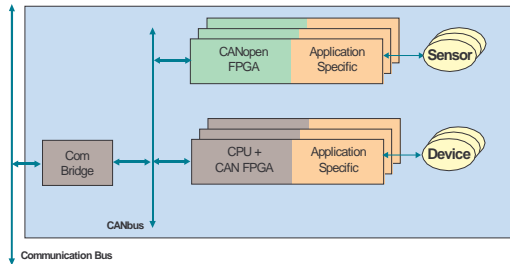 CANopen
FPGA
Application
Specific
Sensor
Com
Bridge
CPU +
CAN FPGA
Application
Specific
Device
CANbus
Communication Bus